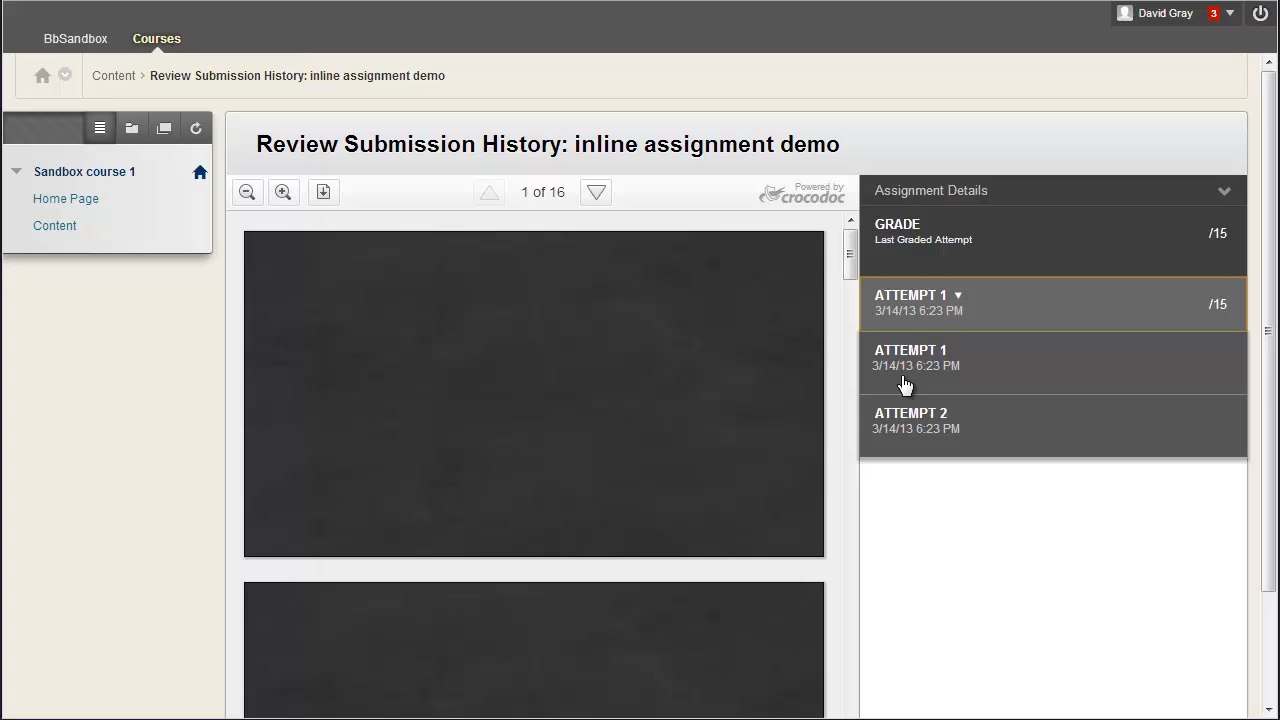 David Gray 3
BbSandbox Courses
Content > Review Submission History: inline assignment demo
Sandbox course 1
Home Page
Content
Review Submission History: inline assignment demo
1 of 16
Powered by
crocodoc
Assignment Details
GRADE
Last Graded Attempt
/15
ATTEMPT 1
3/14/13 6:23 PM
/15
ATTEMPT 1
3/14/13 6:23 PM
ATTEMPT 2
3/14/13 6:23 PM